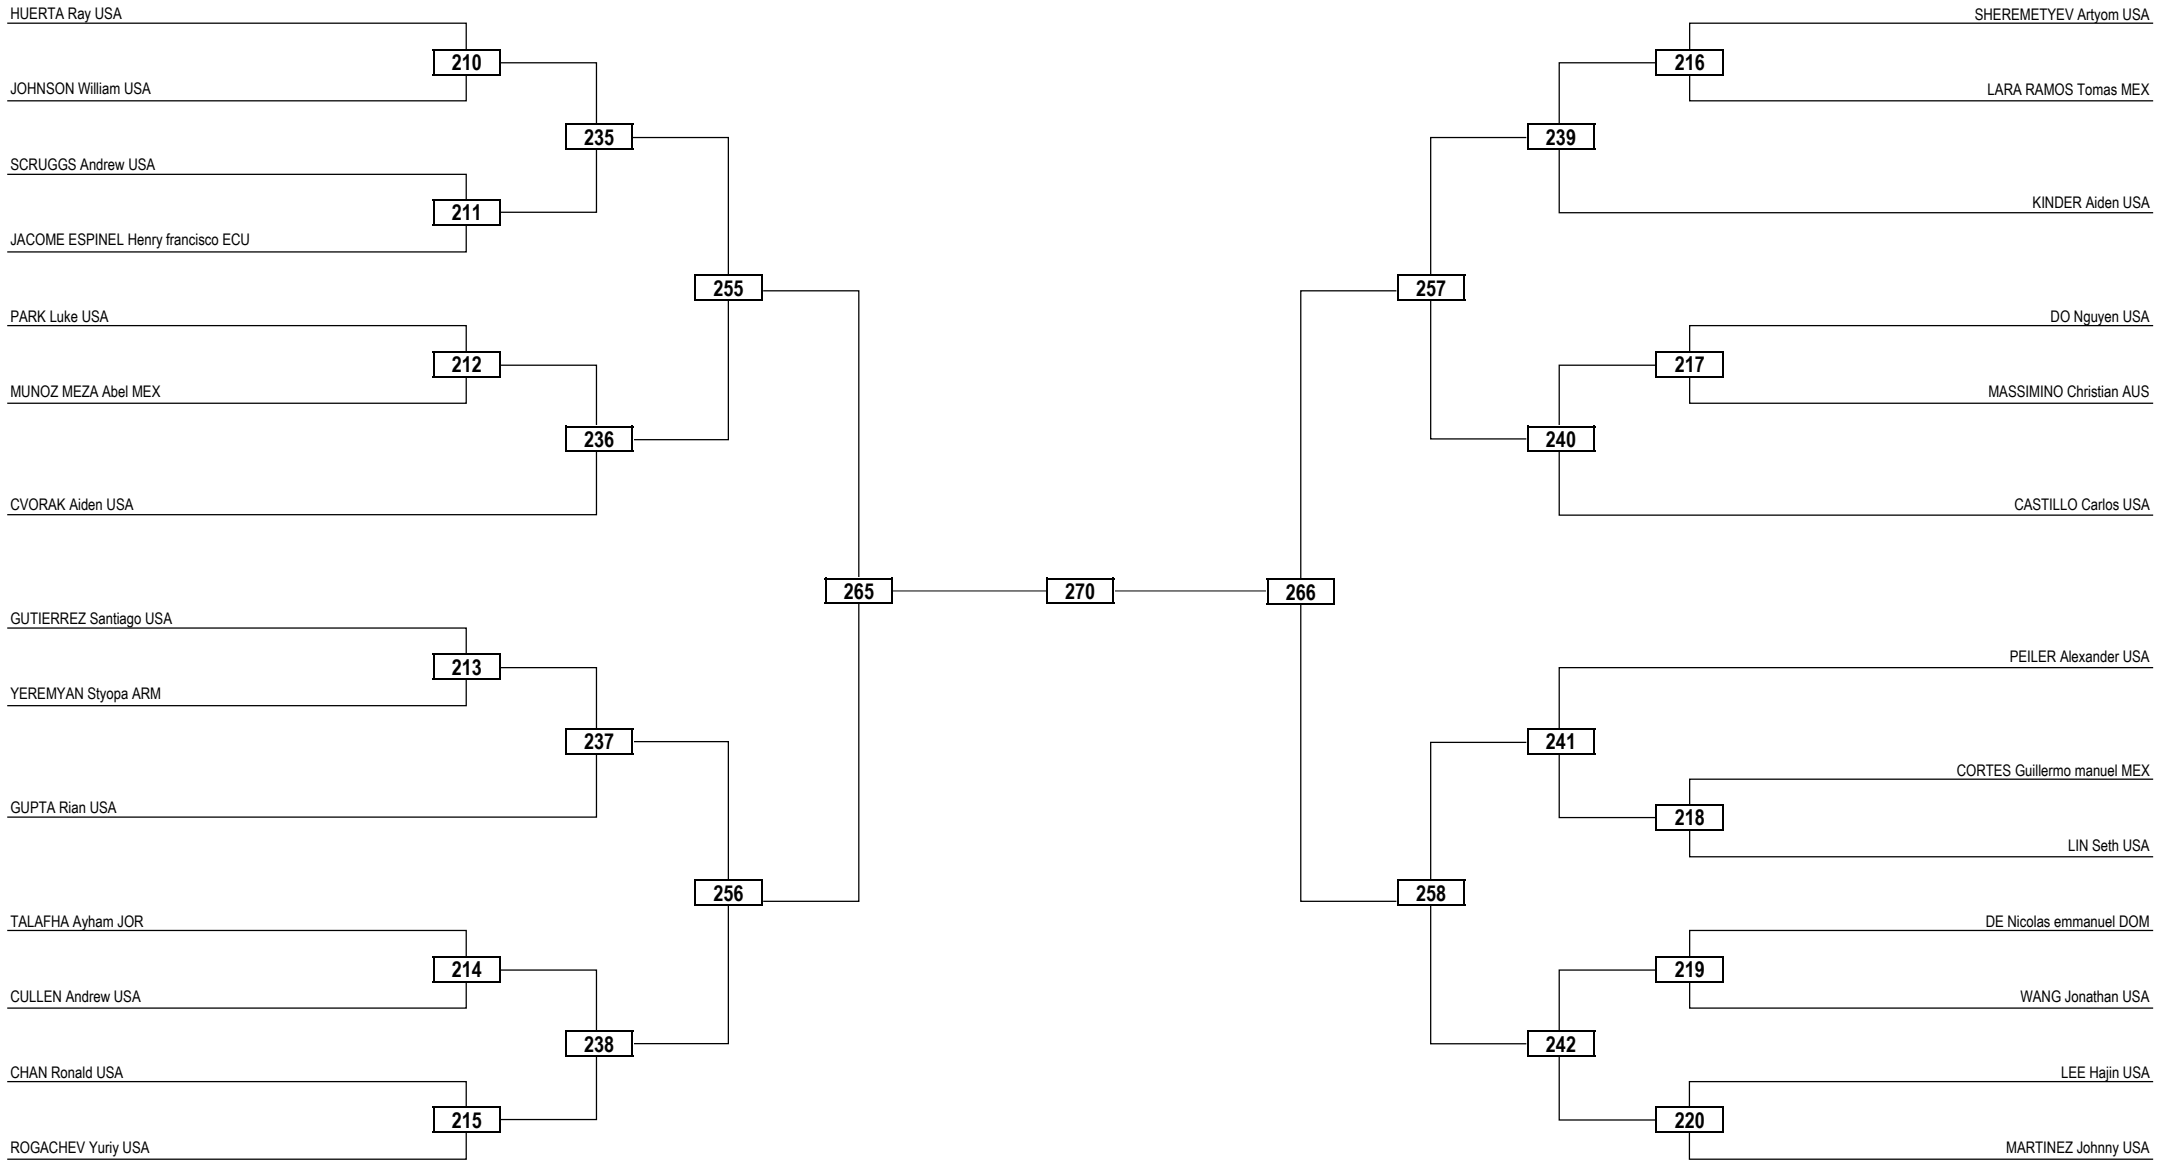 HUERTA Ray USA
210
JOHNSON William USA
235
SCRUGGS Andrew USA
211
JACOME ESPINEL Henry francisco ECU
255
PARK Luke USA
212
MUNOZ MEZA Abel MEX
236
CVORAK Aiden USA
265
GUTIERREZ Santiago USA
213
YEREMYAN Styopa ARM
237
GUPTA Rian USA
256
TALAFHA Ayham JOR
214
CULLEN Andrew USA
238
CHAN Ronald USA
215
ROGACHEV Yuriy USA
270
SHEREMETYEV Artyom USA
216
LARA RAMOS Tomas MEX
239
KINDER Aiden USA
257
DO Nguyen USA
217
MASSIMINO Christian AUS
240
CASTILLO Carlos USA
266
PEILER Alexander USA
241
CORTES Guillermo manuel MEX
218
LIN Seth USA
258
DE Nicolas emmanuel DOM
219
WANG Jonathan USA
242
LEE Hajin USA
220
MARTINEZ Johnny USA